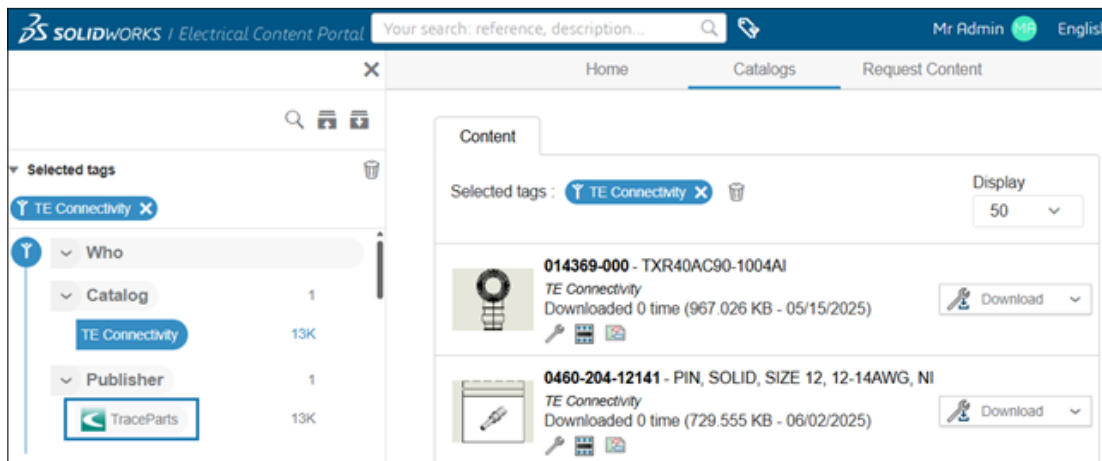 SOLIDWORKS / Electrical Content Portal
Your search: reference, description...
Mr Admin
MA
English
Home
Catalogs
Request Content
Selected tags
TE Connectivity
Who
Catalog 1
TE Connectivity 13K
Publisher 1
TraceParts 13K
Content
Selected tags : TE Connectivity
Display
50
014369-000 - TXR40AC90-1004AI
TE Connectivity
Downloaded 0 time (967.026 KB - 05/15/2025)
Download
0460-204-12141 - PIN, SOLID, SIZE 12, 12-14AWG, NI
TE Connectivity
Downloaded 0 time (729.555 KB - 06/02/2025)
Download